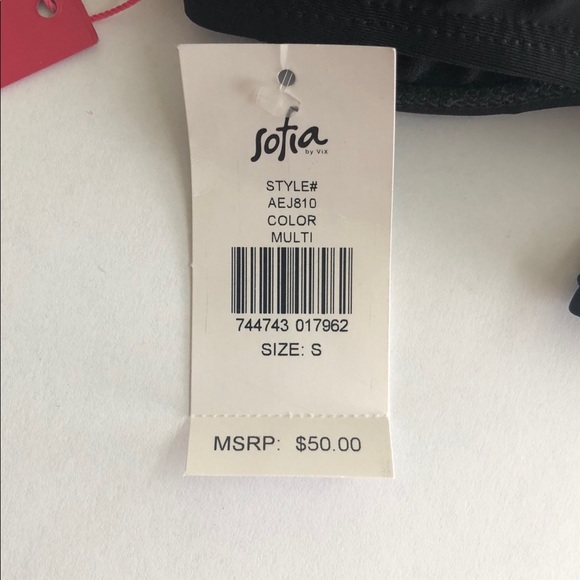 Sofia
by ViX
STYLE#
AEJ810
COLOR
MULTI
744743 017962
SIZE: S
MSRP: $50.00